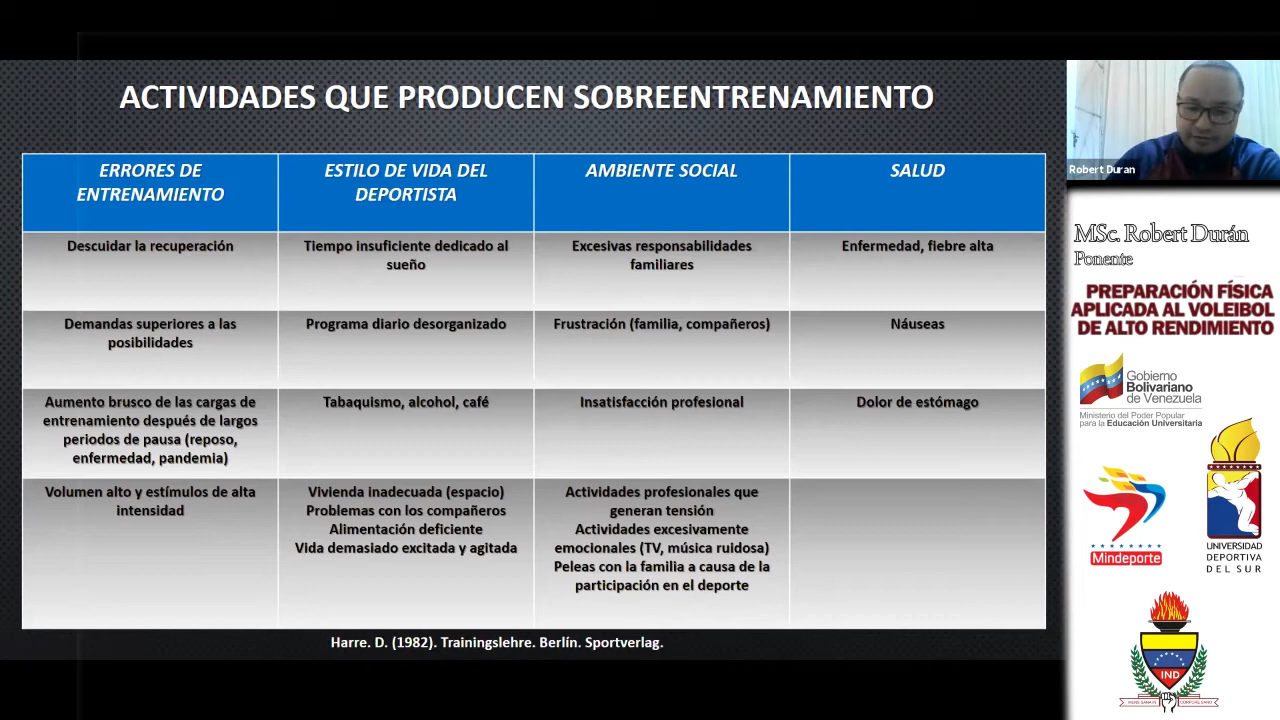 ACTIVIDADES QUE PRODUCEN SOBREENTRENAMIENTO
ERRORES DE
ENTRENAMIENTO
ESTILO DE VIDA DEL
DEPORTISTA
AMBIENTE SOCIAL
SALUD
Descuidar la recuperación
Tiempo insuficiente dedicado al
sueño
Excesivas responsabilidades
familiares
Enfermedad, fiebre alta
Demandas superiores a las
posibilidades
Programa diario desorganizado
Frustración (familia, compañeros)
Náuseas
Aumento brusco de las cargas de
entrenamiento después de largos
periodos de pausa (reposo,
enfermedad, pandemia)
Tabaquismo, alcohol, café
Insatisfacción profesional
Dolor de estómago
Volumen alto y estímulos de alta
intensidad
Vivienda inadecuada (espacio)
Problemas con los compañeros
Alimentación deficiente
Vida demasiado excitada y agitada
Actividades profesionales que
generan tensión
Actividades excesivamente
emocionales (TV, música ruidosa)
Peleas con la familia a causa de la
participación en el deporte
Harre. D. (1982). Trainingslehre. Berlín. Sportverlag.
Robert Duran
MSc. Robert Durán
Ponente
PREPARACIÓN FÍSICA
APLICADA AL VOLEIBOL
DE ALTO RENDIMIENTO
Gobierno
Bolivariano
de Venezuela
Ministerio del Poder Popular
para la Educación Universitaria
Mindeporte
UNIVERSIDAD
DEPORTIVA
DEL SUR
IND
MENS SANA IN CORPORE SANO